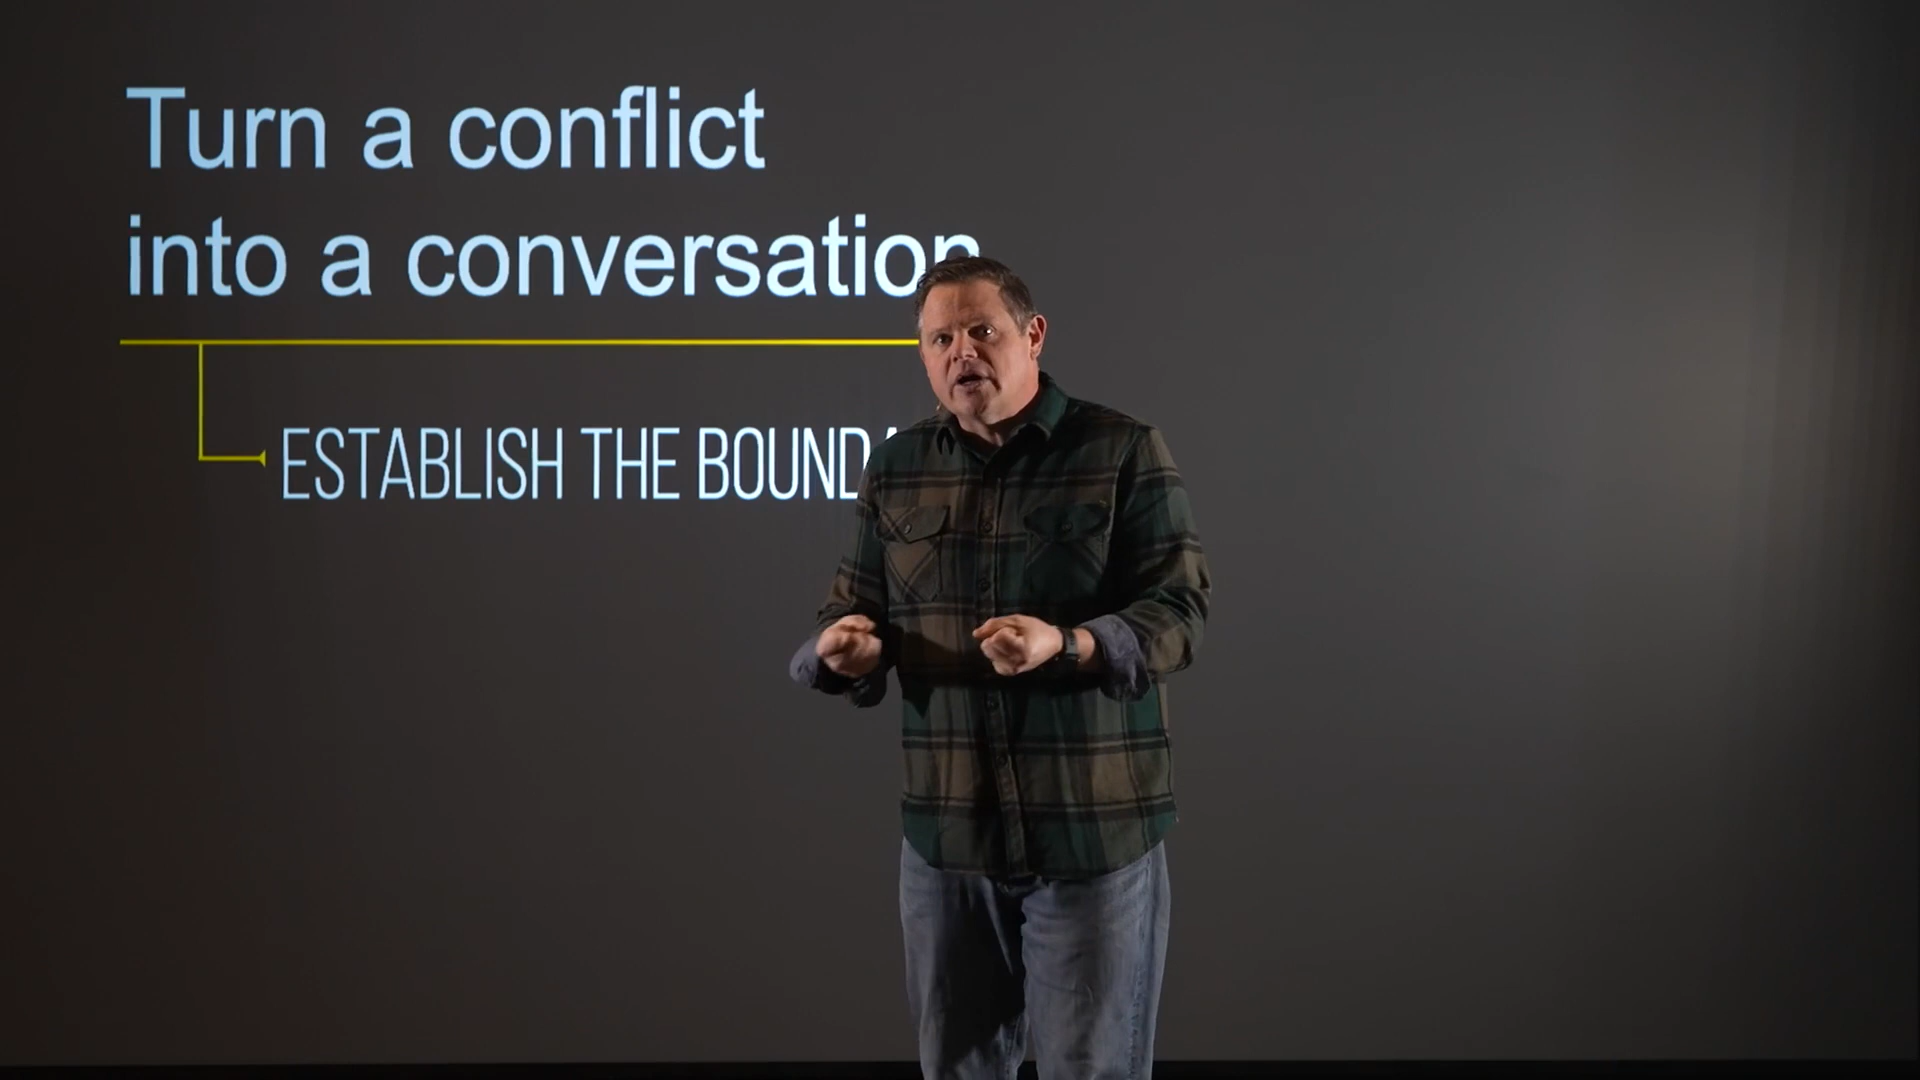 Turn a conflict
into a conversation
ESTABLISH THE